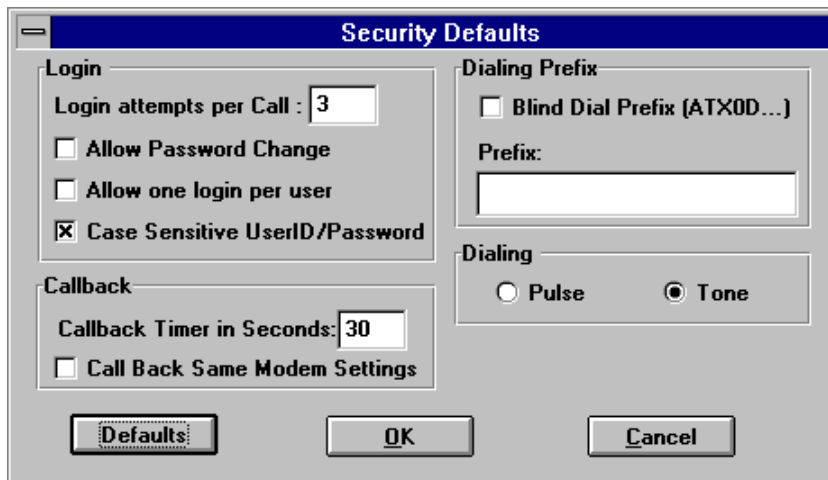 Security Defaults
Login
Login attempts per Call : 3
Allow Password Change
Allow one login per user
Case Sensitive UserID/Password
Callback
Callback Timer in Seconds: 30
Call Back Same Modem Settings
Dialing Prefix
Blind Dial Prefix (ATX0D...)
Prefix:
Dialing
Pulse
Tone
Defaults
OK
Cancel